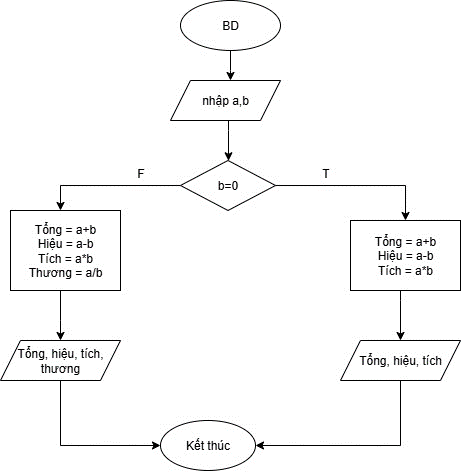 BD
nhập a,b
b=0
F
T
Tổng = a+b
Hiệu = a-b
Tích = a*b
Thương = a/b
Tổng = a+b
Hiệu = a-b
Tích = a*b
Tổng, hiệu, tích,
thương
Tổng, hiệu, tích
Kết thúc